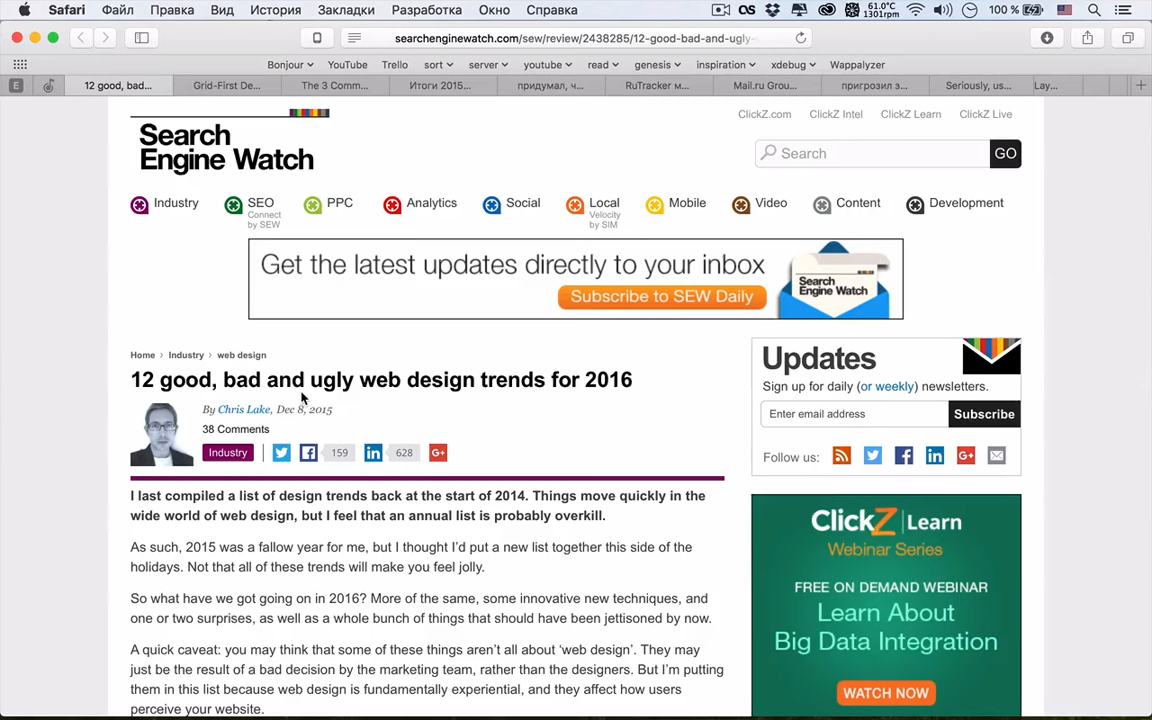 Safari Файл Правка Вид История Закладки Разработка Окно Справка 61.0°C 1301rpm 100 %
searchenginewatch.com/sew/review/2438285/12-good-bad-and-ugly-
Bonjour YouTube Trello sort server youtube read genesis inspiration xdebug Wappalyzer
12 good, bad... Grid-First De... The 3 Comm... Итоги 2015... придумал, ч... RuTracker м... Mail.ru Grou... пригрозил з... Seriously, us... Lay...
ClickZ.com ClickZ Intel ClickZ Learn ClickZ Live
Search
Engine Watch
Search GO
Industry SEO PPC Analytics Social Local Mobile Video Content Development
Connect Velocity
by SEW by SIM
Get the latest updates directly to your inbox
Subscribe to SEW Daily
Search
Engine Watch
Home › Industry › web design
12 good, bad and ugly web design trends for 2016
By Chris Lake, Dec 8, 2015
38 Comments
Industry 159 628
I last compiled a list of design trends back at the start of 2014. Things move quickly in the
wide world of web design, but I feel that an annual list is probably overkill.
As such, 2015 was a fallow year for me, but I thought I'd put a new list together this side of the
holidays. Not that all of these trends will make you feel jolly.
So what have we got going on in 2016? More of the same, some innovative new techniques, and
one or two surprises, as well as a whole bunch of things that should have been jettisoned by now.
A quick caveat: you may think that some of these things aren't all about 'web design'. They may
just be the result of a bad decision by the marketing team, rather than the designers. But I'm putting
them in this list because web design is fundamentally experiential, and they affect how users
perceive your website.
Updates
Sign up for daily (or weekly) newsletters.
Enter email address Subscribe
Follow us:
ClickZ | Learn
Webinar Series
FREE ON DEMAND WEBINAR
Learn About
Big Data Integration
WATCH NOW